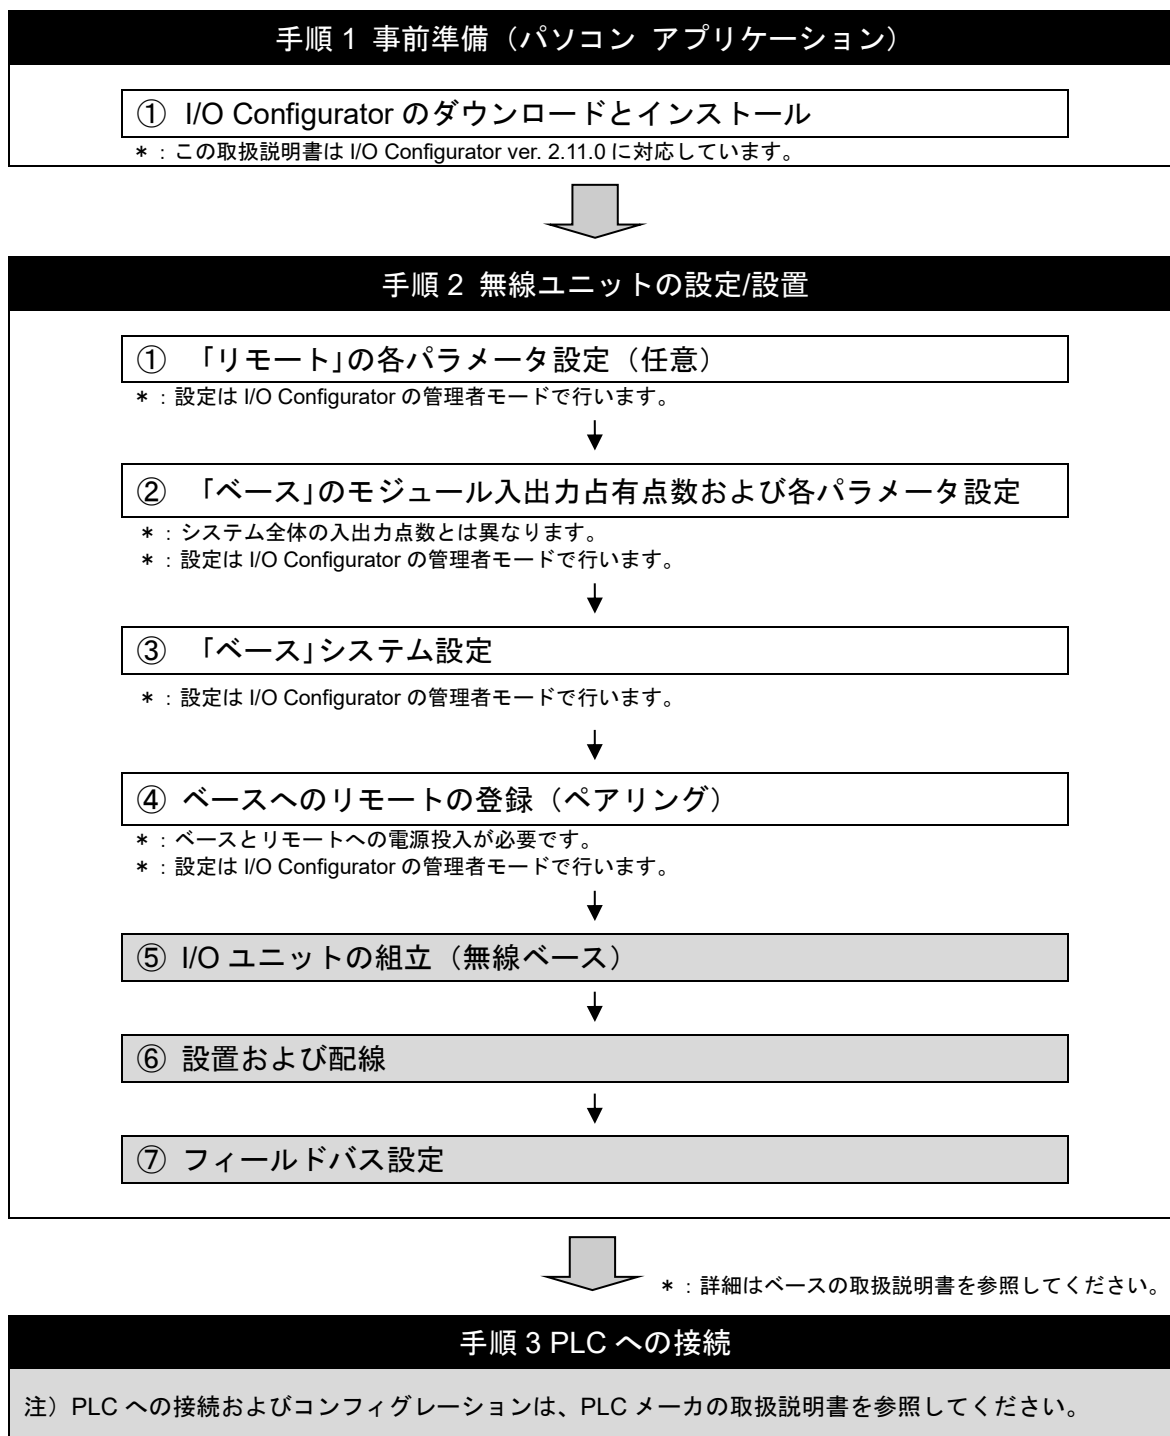 手順 1 事前準備（パソコン アプリケーション）
① I/O Configurator のダウンロードとインストール
＊：この取扱説明書は I/O Configurator ver. 2.11.0 に対応しています。
手順 2 無線ユニットの設定/設置
① 「リモート」の各パラメータ設定（任意）
＊：設定は I/O Configurator の管理者モードで行います。
② 「ベース」のモジュール入出力占有点数および各パラメータ設定
＊：システム全体の入出力点数とは異なります。
＊：設定は I/O Configurator の管理者モードで行います。
③ 「ベース」システム設定
＊：設定は I/O Configurator の管理者モードで行います。
④ ベースへのリモートの登録（ペアリング）
＊：ベースとリモートへの電源投入が必要です。
＊：設定は I/O Configurator の管理者モードで行います。
⑤ I/O ユニットの組立（無線ベース）
⑥ 設置および配線
⑦ フィールドバス設定
＊：詳細はベースの取扱説明書を参照してください。
手順 3 PLC への接続
注）PLC への接続およびコンフィグレーションは、PLC メーカの取扱説明書を参照してください。